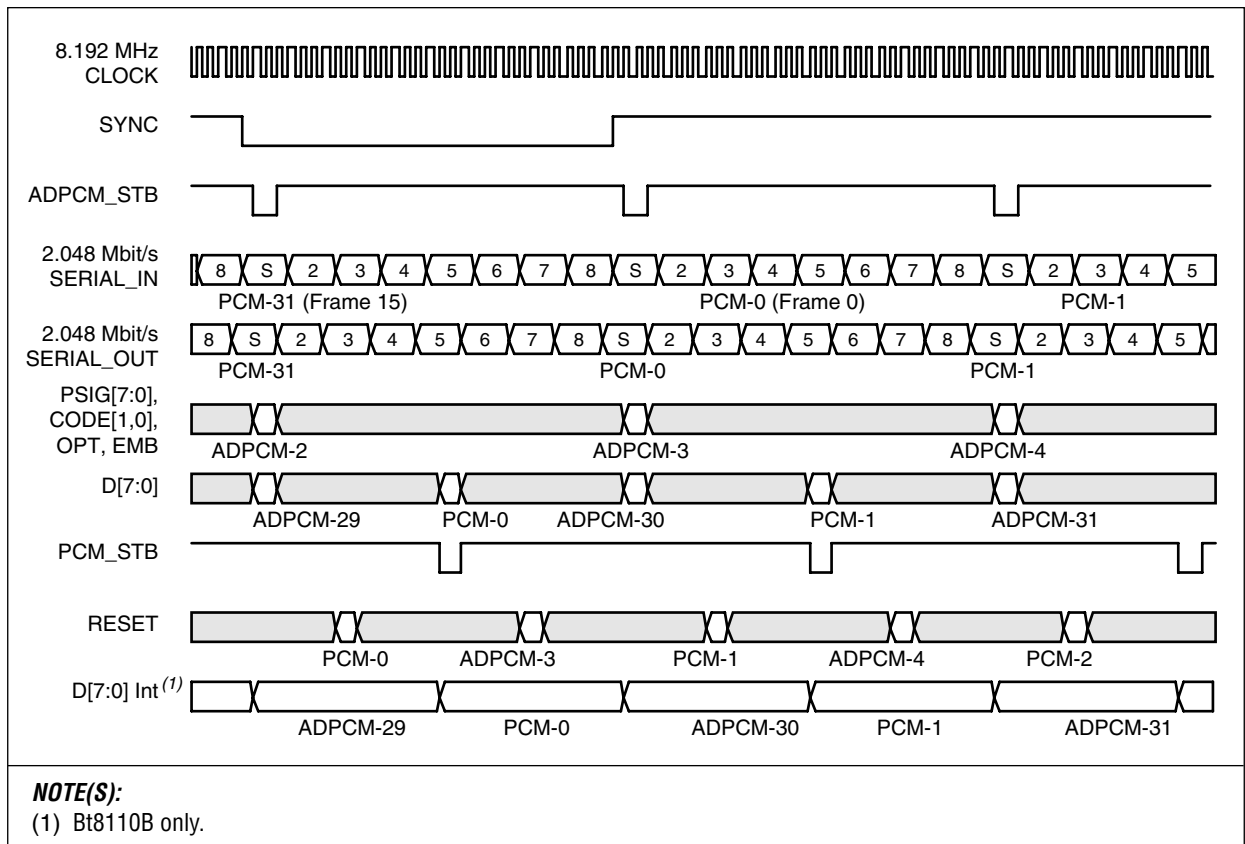 8.192 MHz
CLOCK
SYNC
ADPCM_STB
2.048 Mbit/s
SERIAL_IN
8 S 2 3 4 5 6 7 8 S 2 3 4 5 6 7 8 S 2 3 4 5
PCM-31 (Frame 15) PCM-0 (Frame 0) PCM-1
2.048 Mbit/s
SERIAL_OUT
8 S 2 3 4 5 6 7 8 S 2 3 4 5 6 7 8 S 2 3 4 5
PCM-31 PCM-0 PCM-1
PSIG[7:0],
CODE[1,0],
OPT, EMB
ADPCM-2 ADPCM-3 ADPCM-4
D[7:0]
ADPCM-29 PCM-0 ADPCM-30 PCM-1 ADPCM-31
PCM_STB
RESET
PCM-0 ADPCM-3 PCM-1 ADPCM-4 PCM-2
D[7:0] Int (1)
ADPCM-29 PCM-0 ADPCM-30 PCM-1 ADPCM-31
NOTE(S):
(1) Bt8110B only.